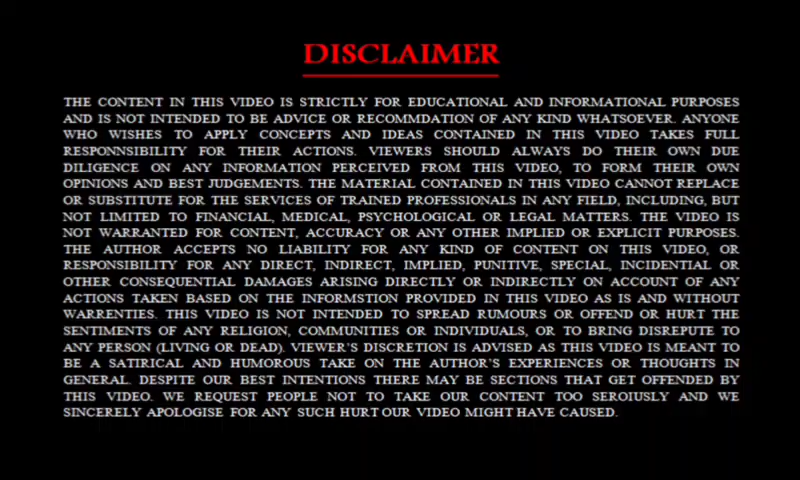 DISCLAIMER
THE CONTENT IN THIS VIDEO IS STRICTLY FOR EDUCATIONAL AND INFORMATIONAL PURPOSES
AND IS NOT INTENDED TO BE ADVICE OR RECOMMDATION OF ANY KIND WHATSOEVER. ANYONE
WHO WISHES TO APPLY CONCEPTS AND IDEAS CONTAINED IN THIS VIDEO TAKES FULL
RESPONNSIBILITY FOR THEIR ACTIONS. VIEWERS SHOULD ALWAYS DO THEIR OWN DUE
DILIGENCE ON ANY INFORMATION PERCEIVED FROM THIS VIDEO, TO FORM THEIR OWN
OPINIONS AND BEST JUDGEMENTS. THE MATERIAL CONTAINED IN THIS VIDEO CANNOT REPLACE
OR SUBSTITUTE FOR THE SERVICES OF TRAINED PROFESSIONALS IN ANY FIELD, INCLUDING, BUT
NOT LIMITED TO FINANCIAL, MEDICAL, PSYCHOLOGICAL OR LEGAL MATTERS. THE VIDEO IS
NOT WARRANTED FOR CONTENT, ACCURACY OR ANY OTHER IMPLIED OR EXPLICIT PURPOSES.
THE AUTHOR ACCEPTS NO LIABILITY FOR ANY KIND OF CONTENT ON THIS VIDEO, OR
RESPONSIBILITY FOR ANY DIRECT, INDIRECT, IMPLIED, PUNITIVE, SPECIAL, INCIDENTAL OR
OTHER CONSEQUENTIAL DAMAGES ARISING DIRECTLY OR INDIRECTLY ON ACCOUNT OF ANY
ACTIONS TAKEN BASED ON THE INFORMSTION PROVIDED IN THIS VIDEO AS IS AND WITHOUT
WARRENTIES. THIS VIDEO IS NOT INTENDED TO SPREAD RUMOURS OR OFFEND OR HURT THE
SENTIMENTS OF ANY RELIGION, COMMUNITIES OR INDIVIDUALS, OR TO BRING DISREPUTE TO
ANY PERSON (LIVING OR DEAD). VIEWER'S DISCRETION IS ADVISED AS THIS VIDEO IS MEANT TO
BE A SATIRICAL AND HUMOROUS TAKE ON THE AUTHOR'S EXPERIENCES OR THOUGHTS IN
GENERAL. DESPITE OUR BEST INTENTIONS THERE MAY BE SECTIONS THAT GET OFFENDED BY
THIS VIDEO. WE REQUEST PEOPLE NOT TO TAKE OUR CONTENT TOO SEROIUSLY AND WE
SINCERELY APOLOGISE FOR ANY SUCH HURT OUR VIDEO MIGHT HAVE CAUSED.